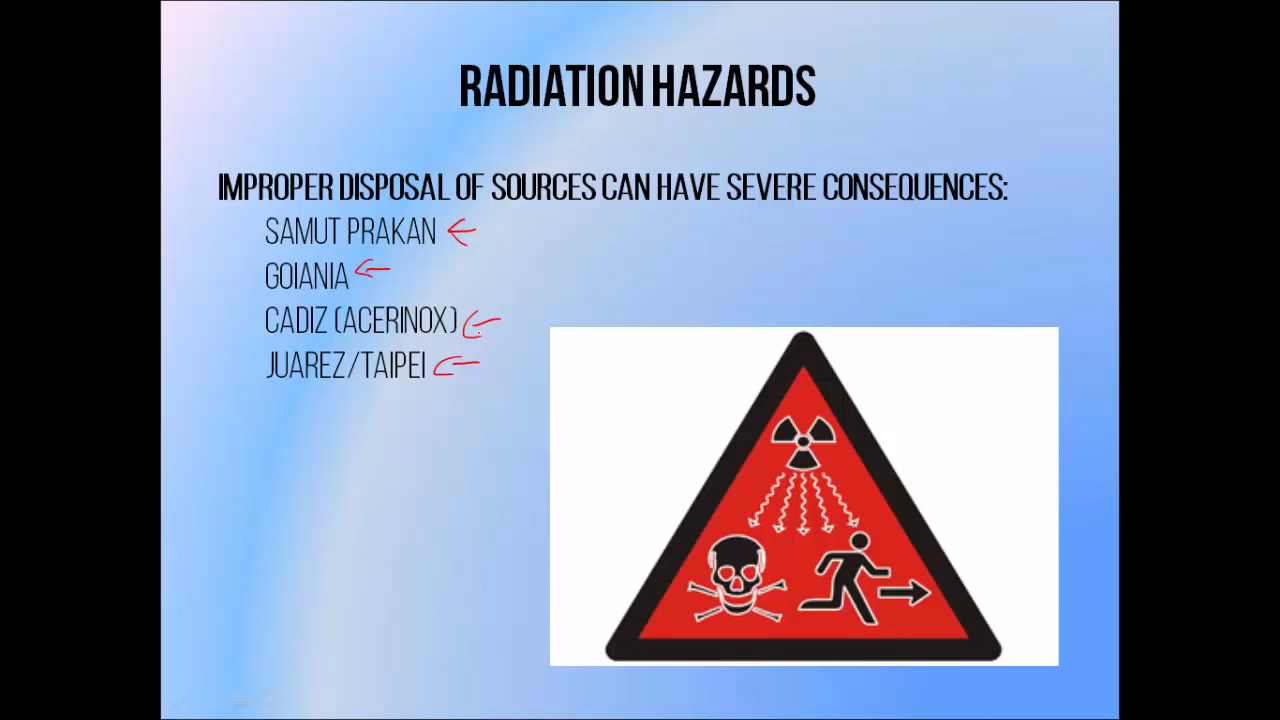 RADIATION HAZARDS
IMPROPER DISPOSAL OF SOURCES CAN HAVE SEVERE CONSEQUENCES:
SAMUT PRAKAN
GOIANIA
CADIZ (ACERINOX)
JUAREZ/TAIPEI